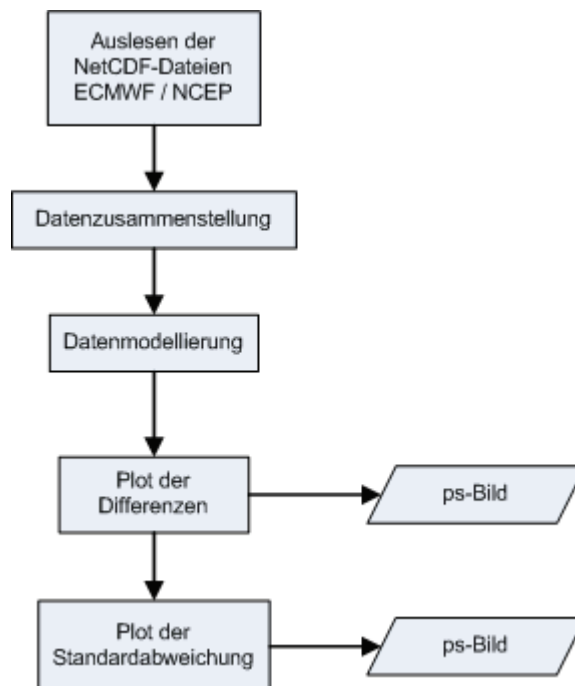 Auslesen der
NetCDF-Dateien
ECMWF / NCEP
Datenzusammenstellung
Datenmodellierung
Plot der
Differenzen
ps-Bild
Plot der
Standardabweichung
ps-Bild